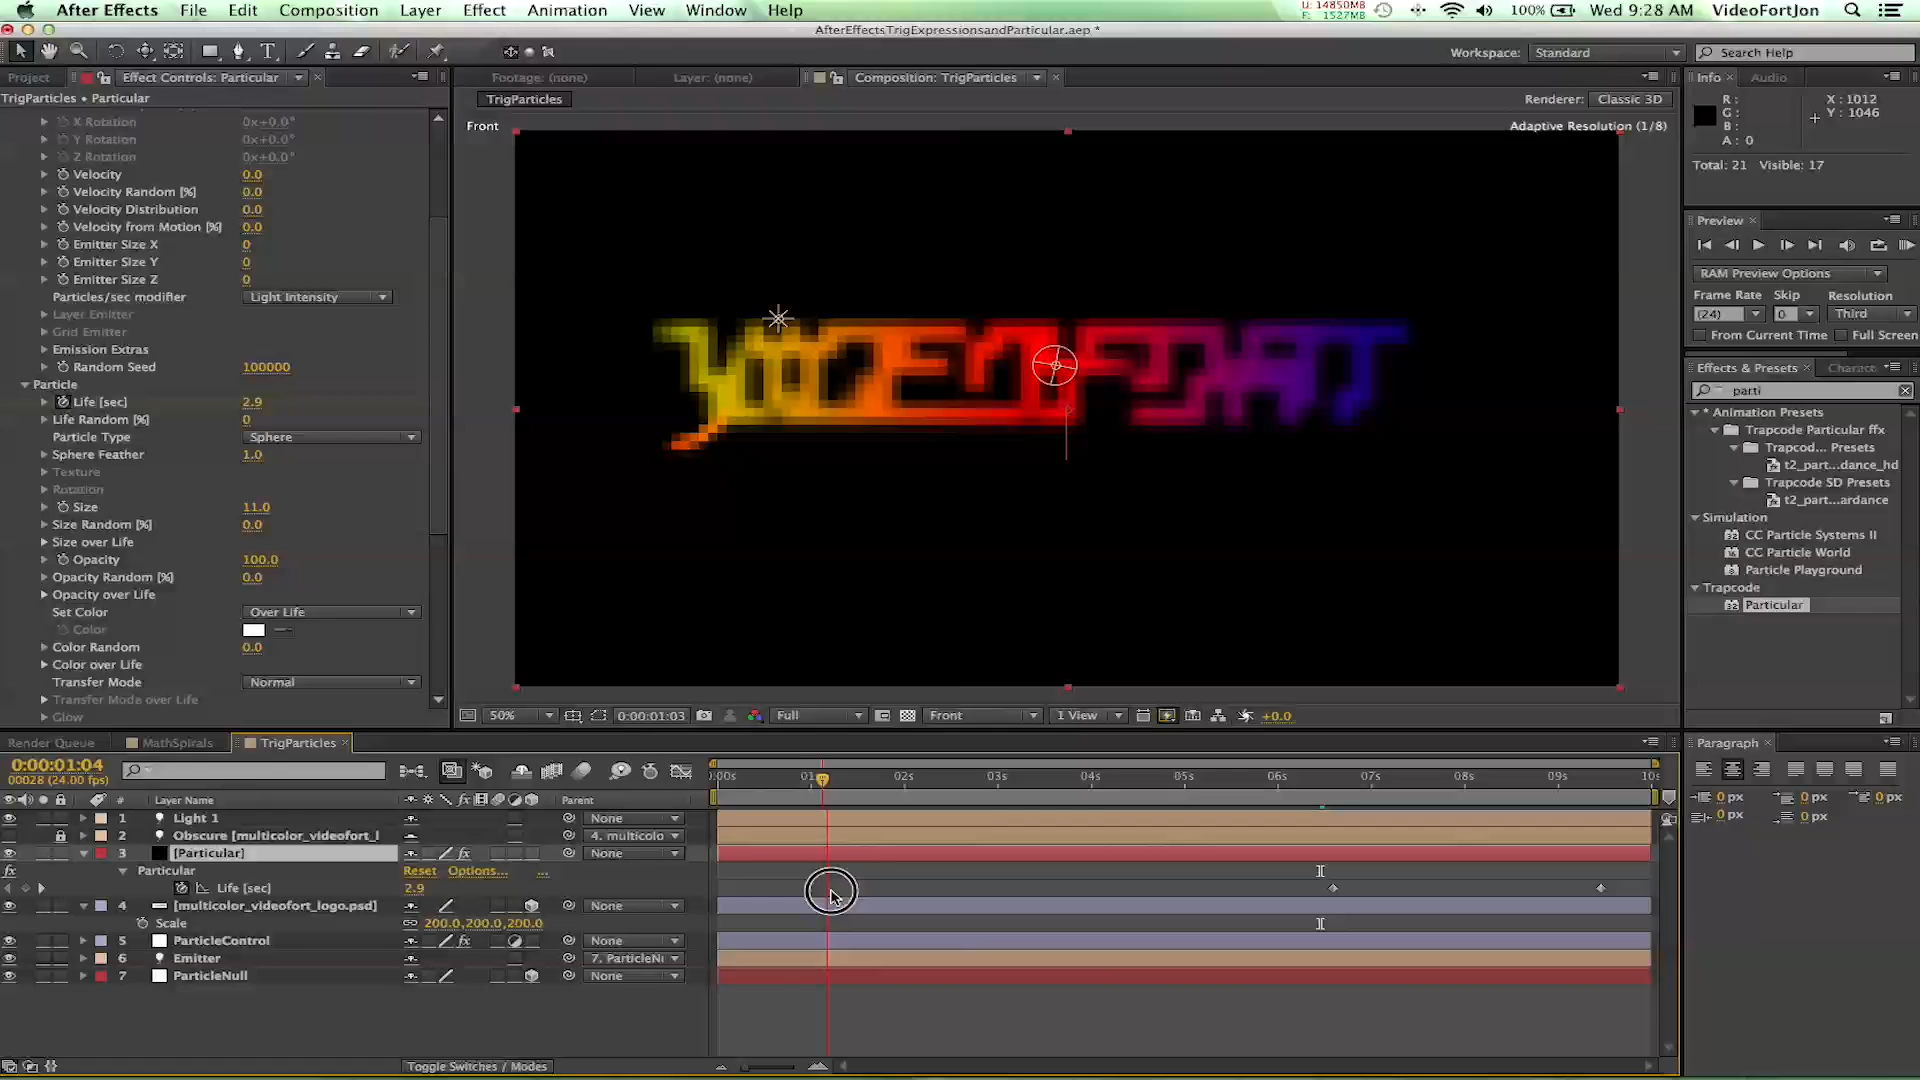 After Effects File Edit Composition Layer Effect Animation View Window Help
U: 14850MB
F: 1527MB
100% Wed 9:28 AM VideoFortJon
AfterEffectsTrigExpressionsandParticular.aep *
Workspace: Standard
Search Help
Project
Effect Controls: Particular
Footage: (none)
Layer: (none)
Composition: TrigParticles
Info
Audio
TrigParticles • Particular
TrigParticles
Renderer: Classic 3D
R:
G:
B:
A: 0
X: 1012
Y: 1046
Total: 21 Visible: 17
Front
Adaptive Resolution (1/8)
X Rotation 0x+0.0°
Y Rotation 0x+0.0°
Z Rotation 0x+0.0°
Velocity 0.0
Velocity Random [%] 0.0
Velocity Distribution 0.0
Velocity from Motion [%] 0.0
Emitter Size X 0
Emitter Size Y 0
Emitter Size Z 0
Particles/sec modifier Light Intensity
Layer Emitter
Grid Emitter
Emission Extras
Random Seed 100000
Particle
Life [sec] 2.9
Life Random [%] 0
Particle Type Sphere
Sphere Feather 1.0
Texture
Rotation
Size 11.0
Size Random [%] 0.0
Size over Life
Opacity 100.0
Opacity Random [%] 0.0
Opacity over Life
Set Color Over Life
Color
Color Random 0.0
Color over Life
Transfer Mode Normal
Transfer Mode over Life
Glow
Preview
RAM Preview Options
Frame Rate Skip Resolution
(24) 0 Third
From Current Time Full Screen
Effects & Presets
Charact
parti
* Animation Presets
Trapcode Particular ffx
Trapcod... Presets
t2_part...dance_hd
Trapcode SD Presets
t2_part...ardance
Simulation
CC Particle Systems II
CC Particle World
Particle Playground
Trapcode
Particular
50%
0:00:01:03
Full
Front
1 View
+0.0
Render Queue
MathSpirals
TrigParticles
Paragraph
0 px 0 px 0 px
0 px 0 px
0:00:01:04
00028 (24.00 fps)
:00s 01 02s 03s 04s 05s 06s 07s 08s 09s 10s
# Layer Name Parent
1 Light 1 None
2 Obscure [multicolor_videofort_l 4. multicolo
3 [Particular] None
Particular Reset Options... ...
Life [sec] 2.9
4 [multicolor_videofort_logo.psd] None
Scale 200.0,200.0,200.0
5 ParticleControl None
6 Emitter 7. ParticleNu
7 ParticleNull None
Toggle Switches / Modes